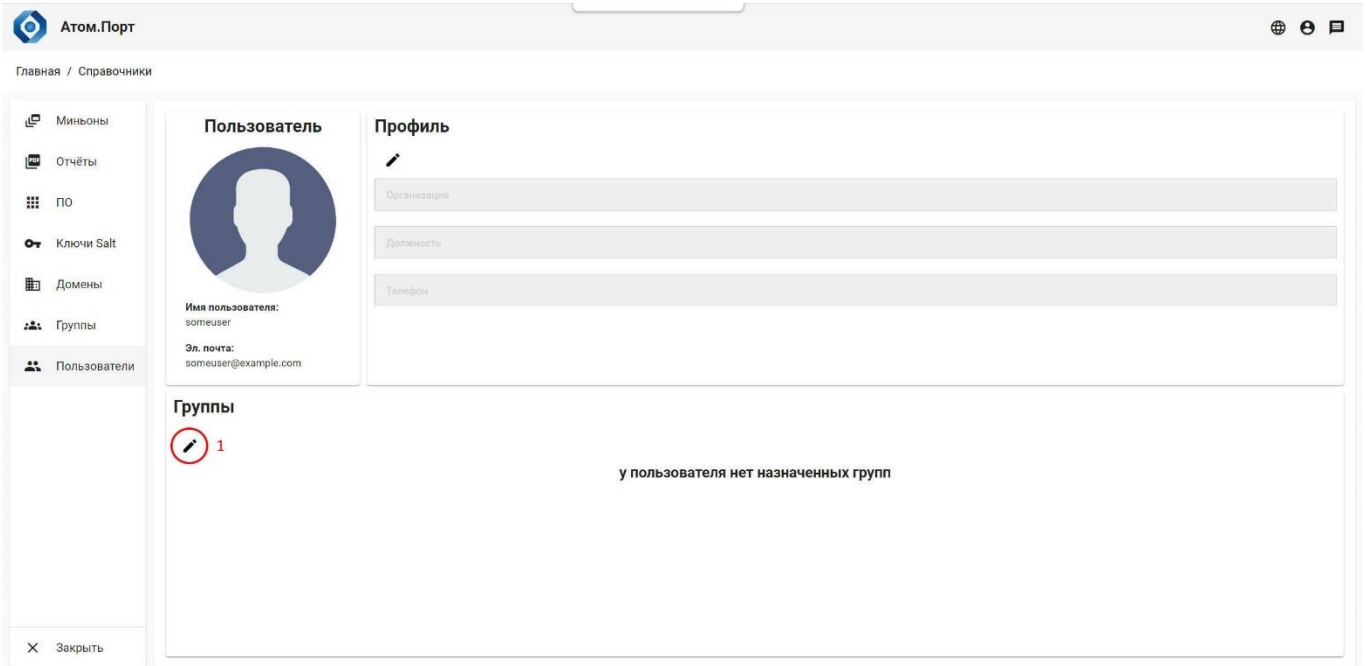 Атом.Порт
Главная / Справочники
Миньоны
Отчёты
PDF
ПО
Ключи Salt
Домены
Группы
Пользователи
Закрыть
Пользователь
Имя пользователя:
someuser
Эл. почта:
someuser@example.com
Профиль
Организация
Должность
Телефон
Группы
1
у пользователя нет назначенных групп